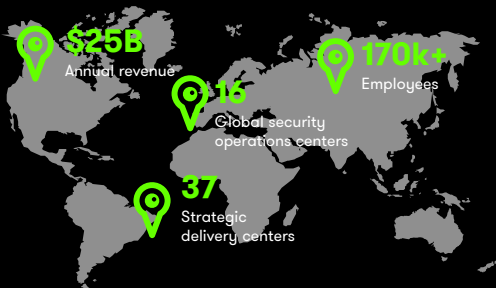 $25B
Annual revenue
170k+
Employees
16
Global security
operations centers
37
Strategic
delivery centers